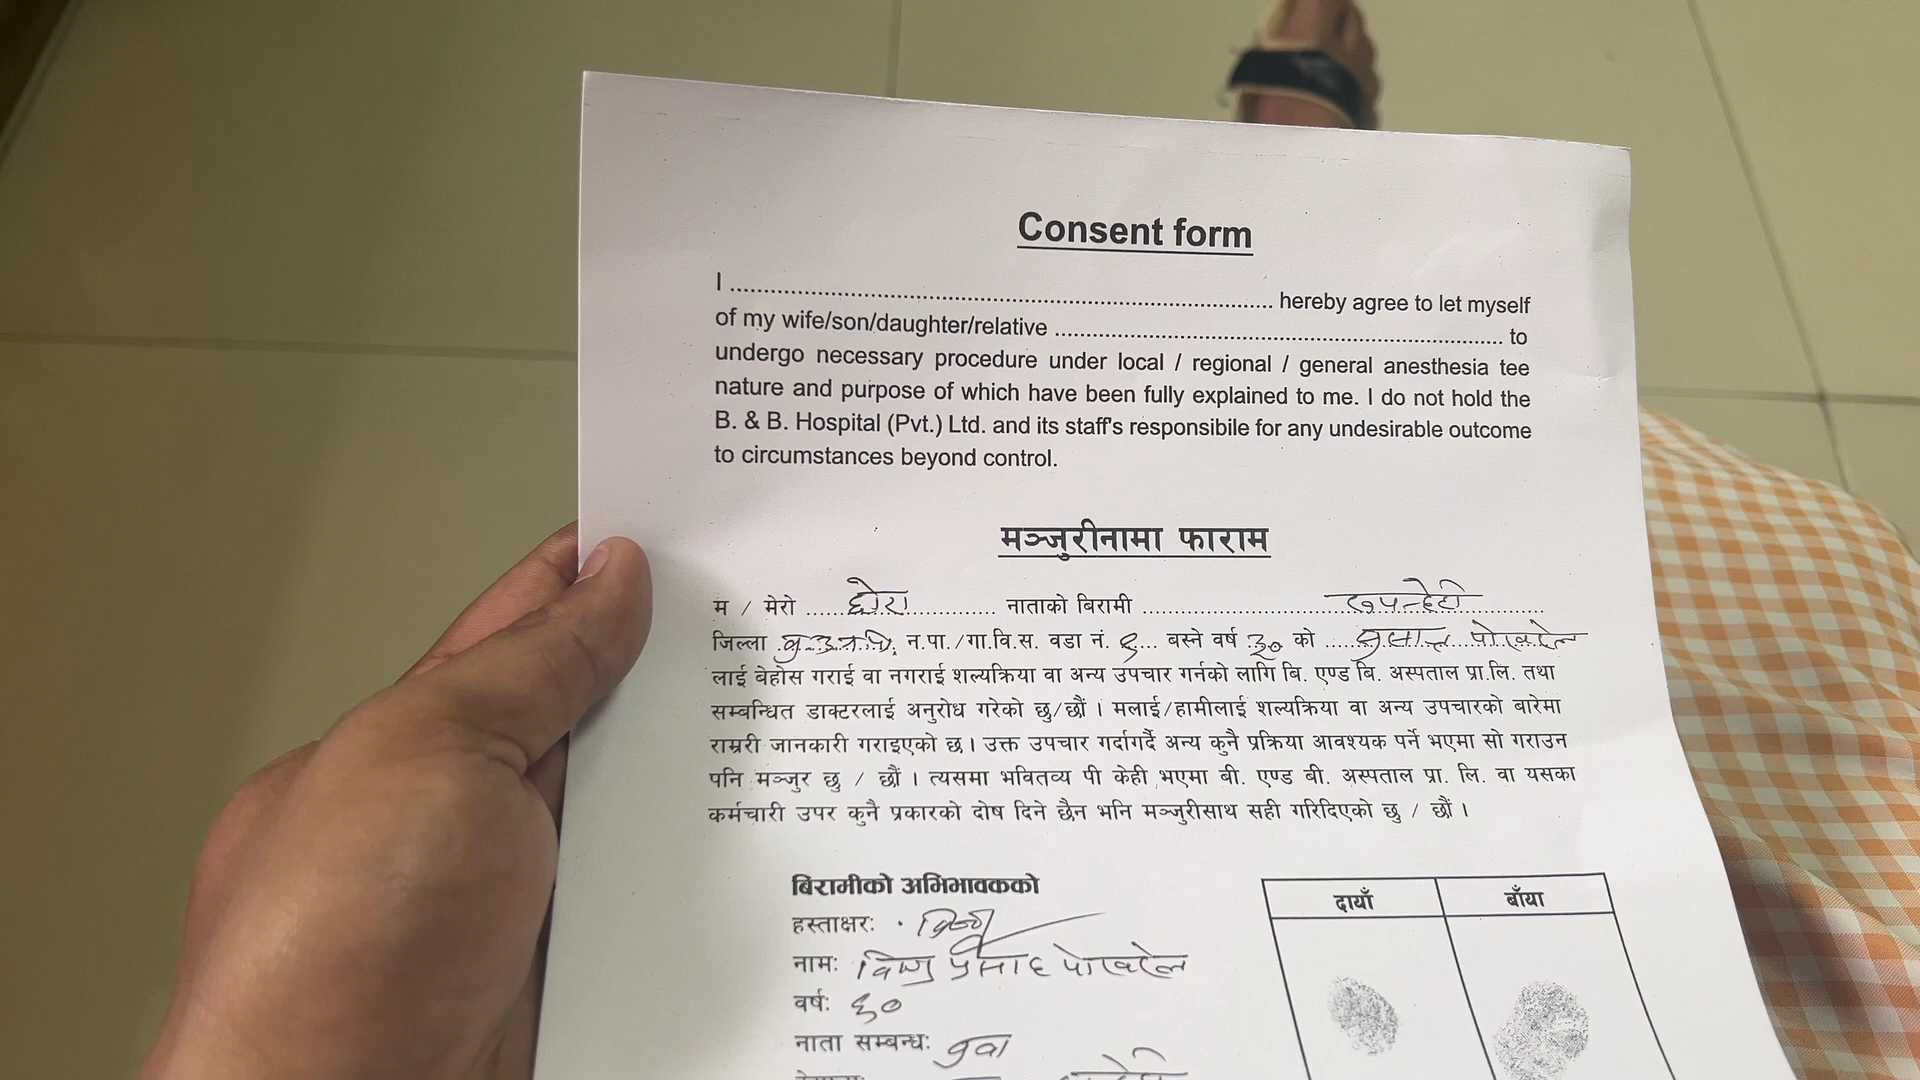 Consent form
I ........................................ hereby agree to let myself
of my wife/son/daughter/relative ........................................ to
undergo necessary procedure under local / regional / general anesthesia tee
nature and purpose of which have been fully explained to me. I do not hold the
B. & B. Hospital (Pvt.) Ltd. and its staff's responsibile for any undesirable outcome
to circumstances beyond control.
मञ्जुरीनामा फाराम
म / मेरो ..... छोरा ..... नाताको बिरामी ..... रुपन्देही .....
जिल्ला ..... न.पा./गा.वि.स. वडा नं. ... बस्ने वर्ष ३० को ..... पोखरेल
लाई बेहोस गराई वा नगराई शल्यक्रिया वा अन्य उपचार गर्नको लागि बि. एण्ड बि. अस्पताल प्रा.लि. तथा
सम्बन्धित डाक्टरलाई अनुरोध गरेको छु/छौं । मलाई/हामीलाई शल्यक्रिया वा अन्य उपचारको बारेमा
राम्ररी जानकारी गराइएको छ । उक्त उपचार गर्दागर्दै अन्य कुनै प्रक्रिया आवश्यक पर्ने भएमा सो गराउन
पनि मञ्जुर छु / छौं । त्यसमा भवितव्य पी केही भएमा बी. एण्ड बी. अस्पताल प्रा. लि. वा यसका
कर्मचारी उपर कुनै प्रकारको दोष दिने छैन भनि मञ्जुरीसाथ सही गरिदिएको छु / छौं ।
बिरामीको अभिभावकको
हस्ताक्षरः
नामः विष्णु प्रसाद पोखरेल
वर्षः ६०
नाता सम्बन्धः बुवा
दायाँ बाँया